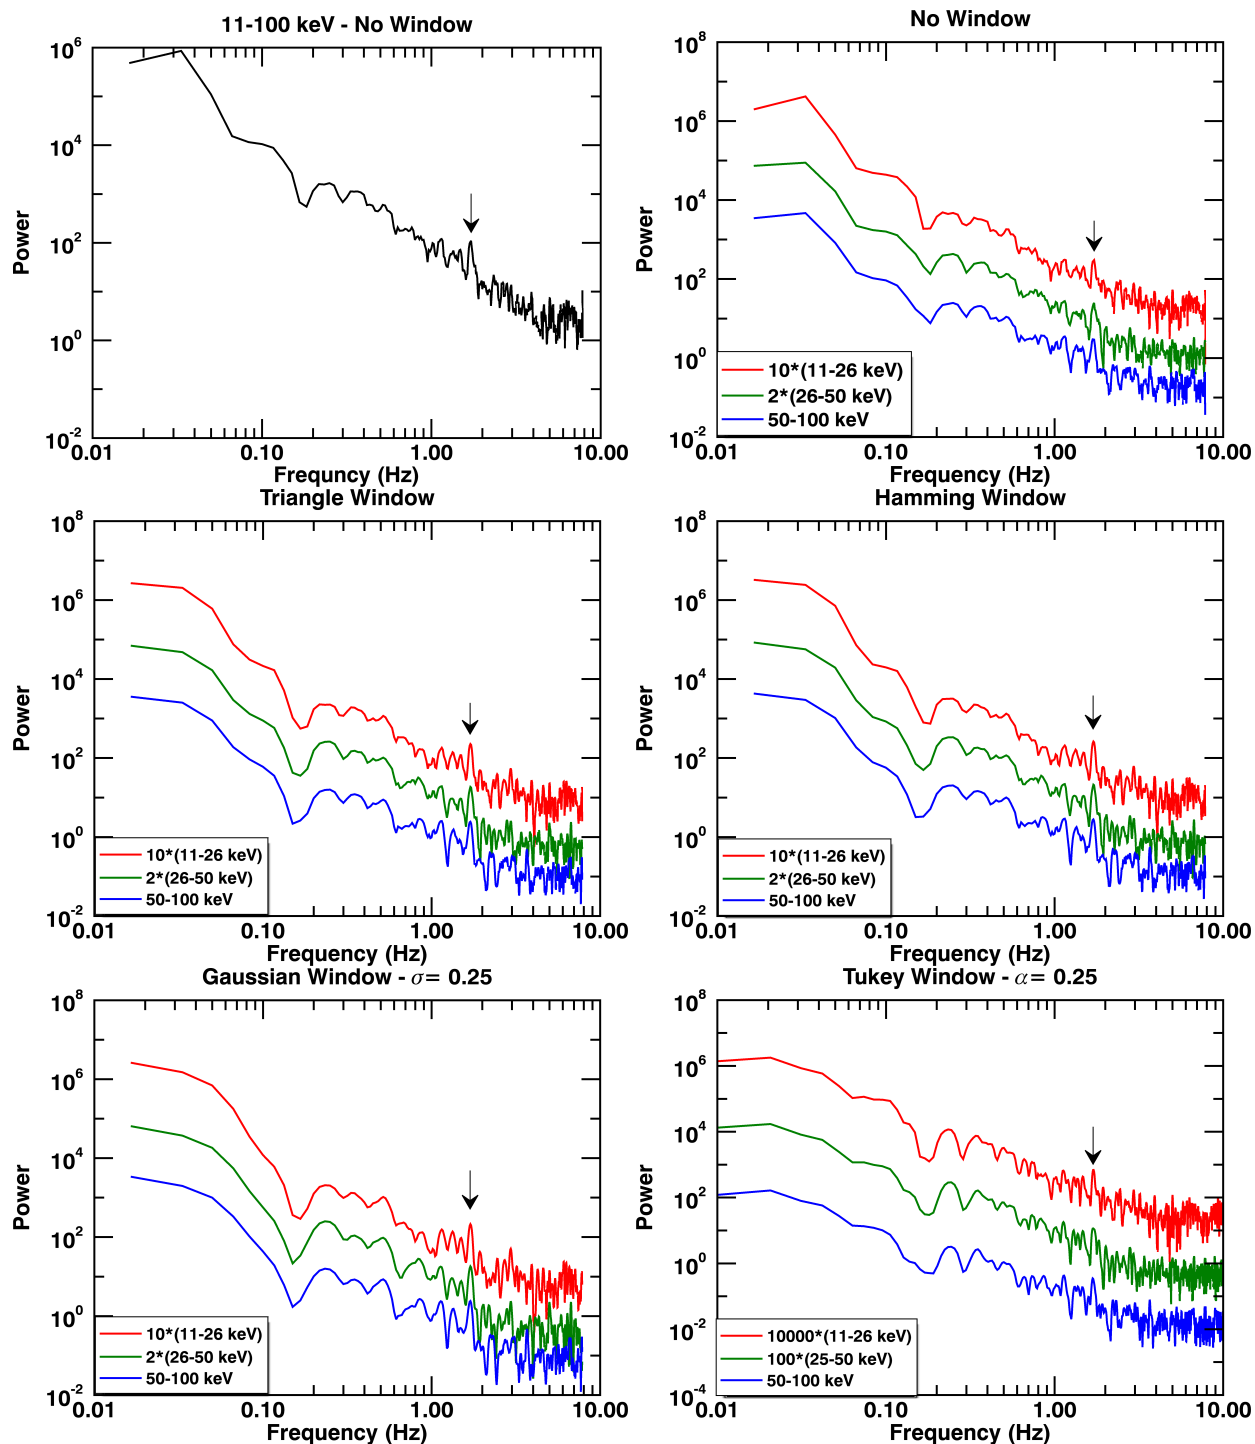 11-100 keV - No Window
10^6
10^4
10^2
10^0
10^-2
Power
0.01 0.10 1.00 10.00
Frequncy (Hz)
No Window
10^8
10^6
10^4
10^2
10^0
10^-2
Power
10*(11-26 keV)
2*(26-50 keV)
50-100 keV
0.01 0.10 1.00 10.00
Frequency (Hz)
Triangle Window
10^8
10^6
10^4
10^2
10^0
10^-2
Power
10*(11-26 keV)
2*(26-50 keV)
50-100 keV
0.01 0.10 1.00 10.00
Frequency (Hz)
Hamming Window
10^8
10^6
10^4
10^2
10^0
10^-2
Power
10*(11-26 keV)
2*(26-50 keV)
50-100 keV
0.01 0.10 1.00 10.00
Frequency (Hz)
Gaussian Window - σ= 0.25
10^8
10^6
10^4
10^2
10^0
10^-2
Power
10*(11-26 keV)
2*(26-50 keV)
50-100 keV
0.01 0.10 1.00 10.00
Frequency (Hz)
Tukey Window - α= 0.25
10^8
10^6
10^4
10^2
10^0
10^-2
10^-4
Power
10000*(11-26 keV)
100*(25-50 keV)
50-100 keV
0.01 0.10 1.00 10.00
Frequency (Hz)